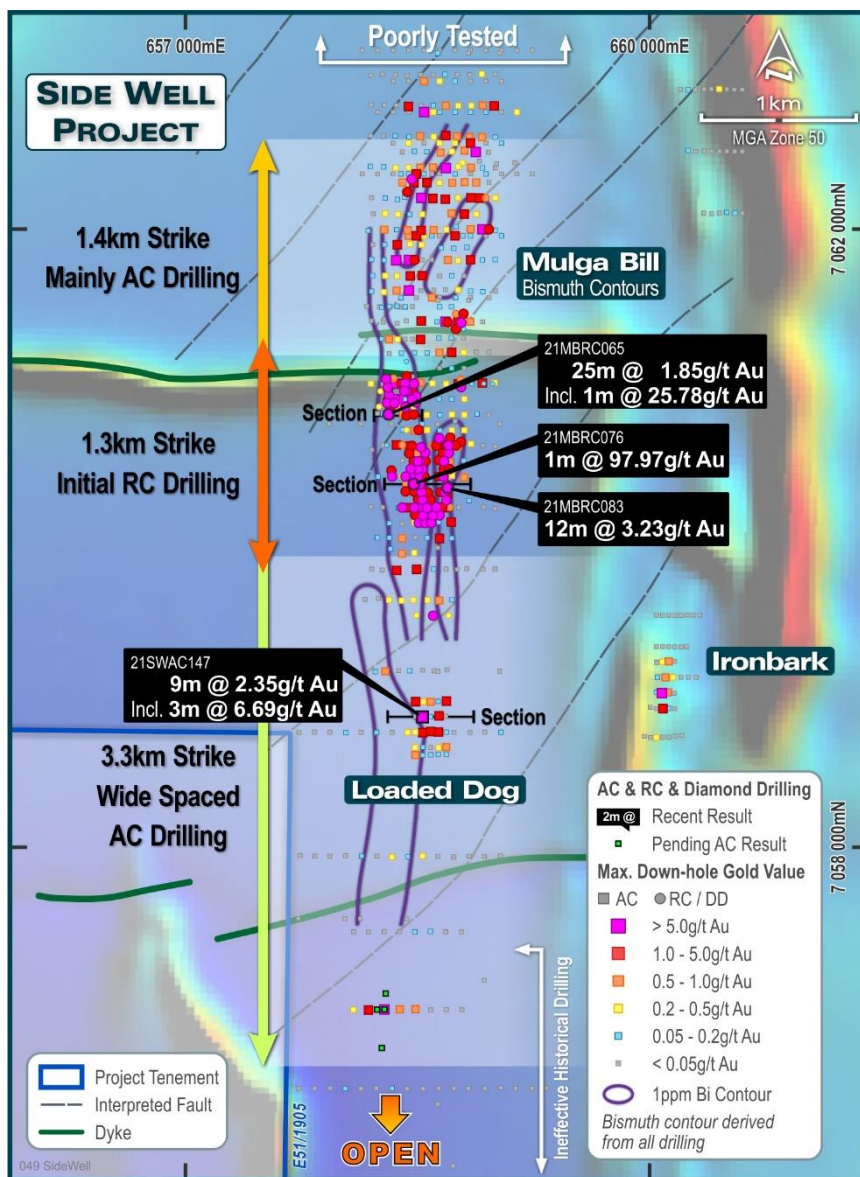 657 000mE
Poorly Tested
660 000mE
SIDE WELL
PROJECT
1km
MGA Zone 50
7 062 000mN
1.4km Strike
Mainly AC Drilling
Mulga Bill
Bismuth Contours
21MBRC065
25m @ 1.85g/t Au
Incl. 1m @ 25.78g/t Au
Section
1.3km Strike
Initial RC Drilling
21MBRC076
1m @ 97.97g/t Au
Section
21MBRC083
12m @ 3.23g/t Au
21SWAC147
9m @ 2.35g/t Au
Incl. 3m @ 6.69g/t Au
Ironbark
Section
3.3km Strike
Wide Spaced
AC Drilling
Loaded Dog
7 058 000mN
AC & RC & Diamond Drilling
2m @ Recent Result
Pending AC Result
Max. Down-hole Gold Value
AC RC / DD
> 5.0g/t Au
1.0 - 5.0g/t Au
0.5 - 1.0g/t Au
0.2 - 0.5g/t Au
0.05 - 0.2g/t Au
< 0.05g/t Au
1ppm Bi Contour
Bismuth contour derived
from all drilling
Ineffective Historical Drilling
Project Tenement
Interpreted Fault
Dyke
049 SideWell
E51/1905
OPEN